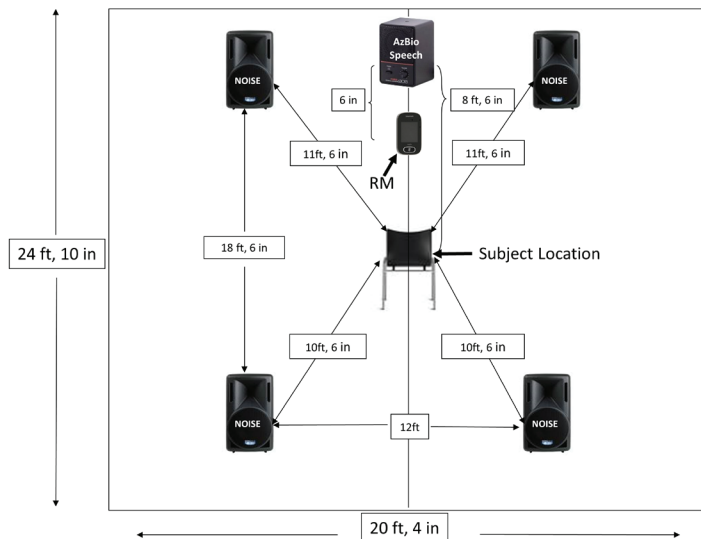 AzBio
Speech
NOISE
NOISE
6 in
8 ft, 6 in
11ft, 6 in
11ft, 6 in
RM
24 ft, 10 in
18 ft, 6 in
Subject Location
10ft, 6 in
10ft, 6 in
NOISE
12ft
NOISE
20 ft, 4 in